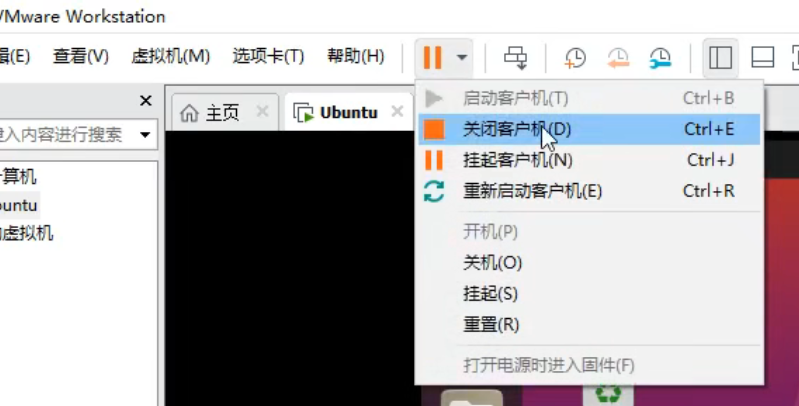 VMware Workstation
辑(E) 查看(V) 虚拟机(M) 选项卡(T) 帮助(H)
主页 Ubuntu
键入内容进行搜索
计算机
buntu
的虚拟机
启动客户机(T) Ctrl+B
关闭客户机(D) Ctrl+E
挂起客户机(N) Ctrl+J
重新启动客户机(E) Ctrl+R
开机(P)
关机(O)
挂起(S)
重置(R)
打开电源时进入固件(F)